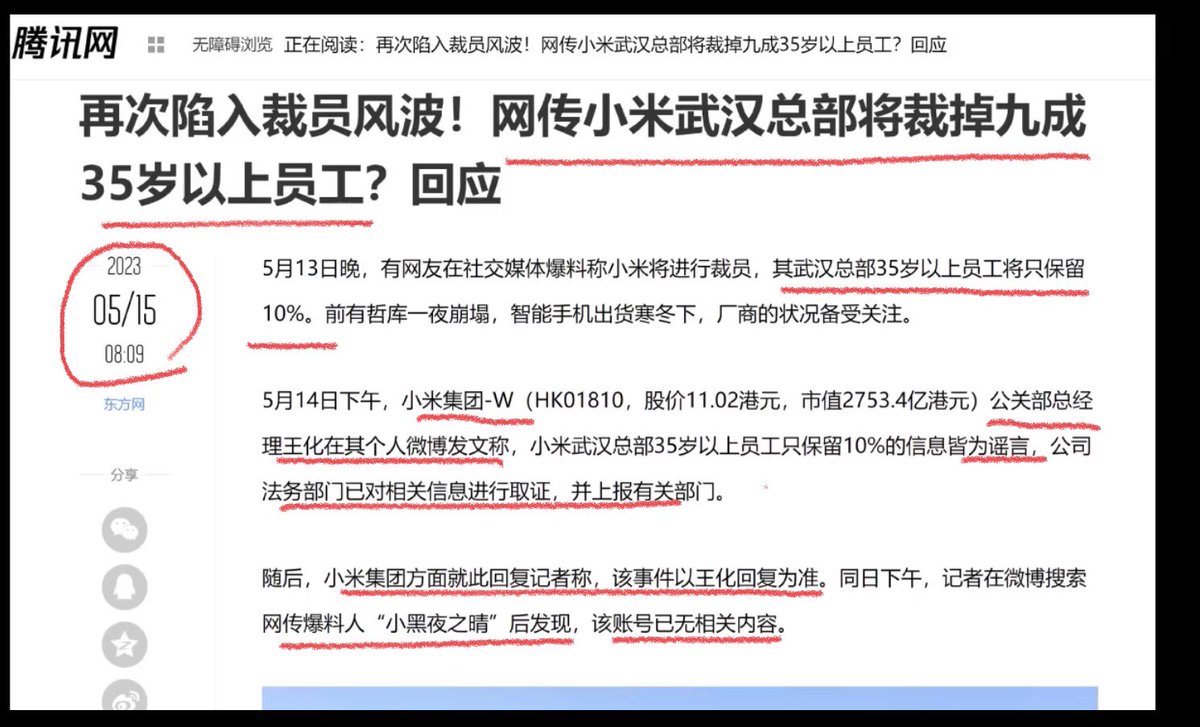 腾讯网 无障碍浏览 正在阅读：再次陷入裁员风波！网传小米武汉总部将裁掉九成35岁以上员工？回应
再次陷入裁员风波！网传小米武汉总部将裁掉九成
35岁以上员工？回应
2023
05/15
08:09
东方网
分享
5月13日晚，有网友在社交媒体爆料称小米将进行裁员，其武汉总部35岁以上员工将只保留
10%。前有哲库一夜崩塌，智能手机出货寒冬下，厂商的状况备受关注。
5月14日下午，小米集团-W（HK01810，股价11.02港元，市值2753.4亿港元）公关部总经
理王化在其个人微博发文称，小米武汉总部35岁以上员工只保留10%的信息皆为谣言，公司
法务部门已对相关信息进行取证，并上报有关部门。
随后，小米集团方面就此回复记者称，该事件以王化回复为准。同日下午，记者在微博搜索
网传爆料人“小黑夜之晴”后发现，该账号已无相关内容。